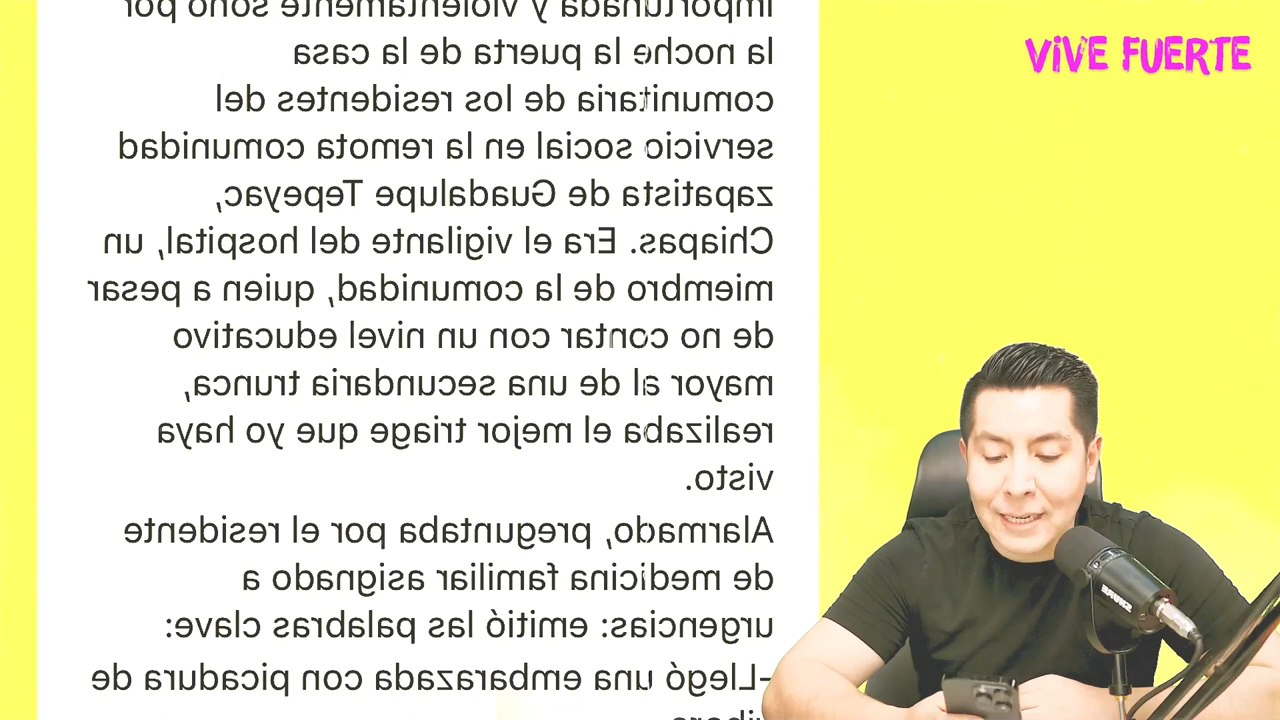 importunada y violentamente sonó por
la noche la puerta de la casa
comunitaria de los residentes del
servicio social en la remota comunidad
zapatista de Guadalupe Tepeyac,
Chiapas. Era el vigilante del hospital, un
miembro de la comunidad, quien a pesar
de no contar con un nivel educativo
mayor al de una secundaria trunca,
realizaba el mejor triage que yo haya
visto.
Alarmado, preguntaba por el residente
de medicina familiar asignado a
urgencias: emitió las palabras clave:
-Llegó una embarazada con picadura de
VIVE FUERTE